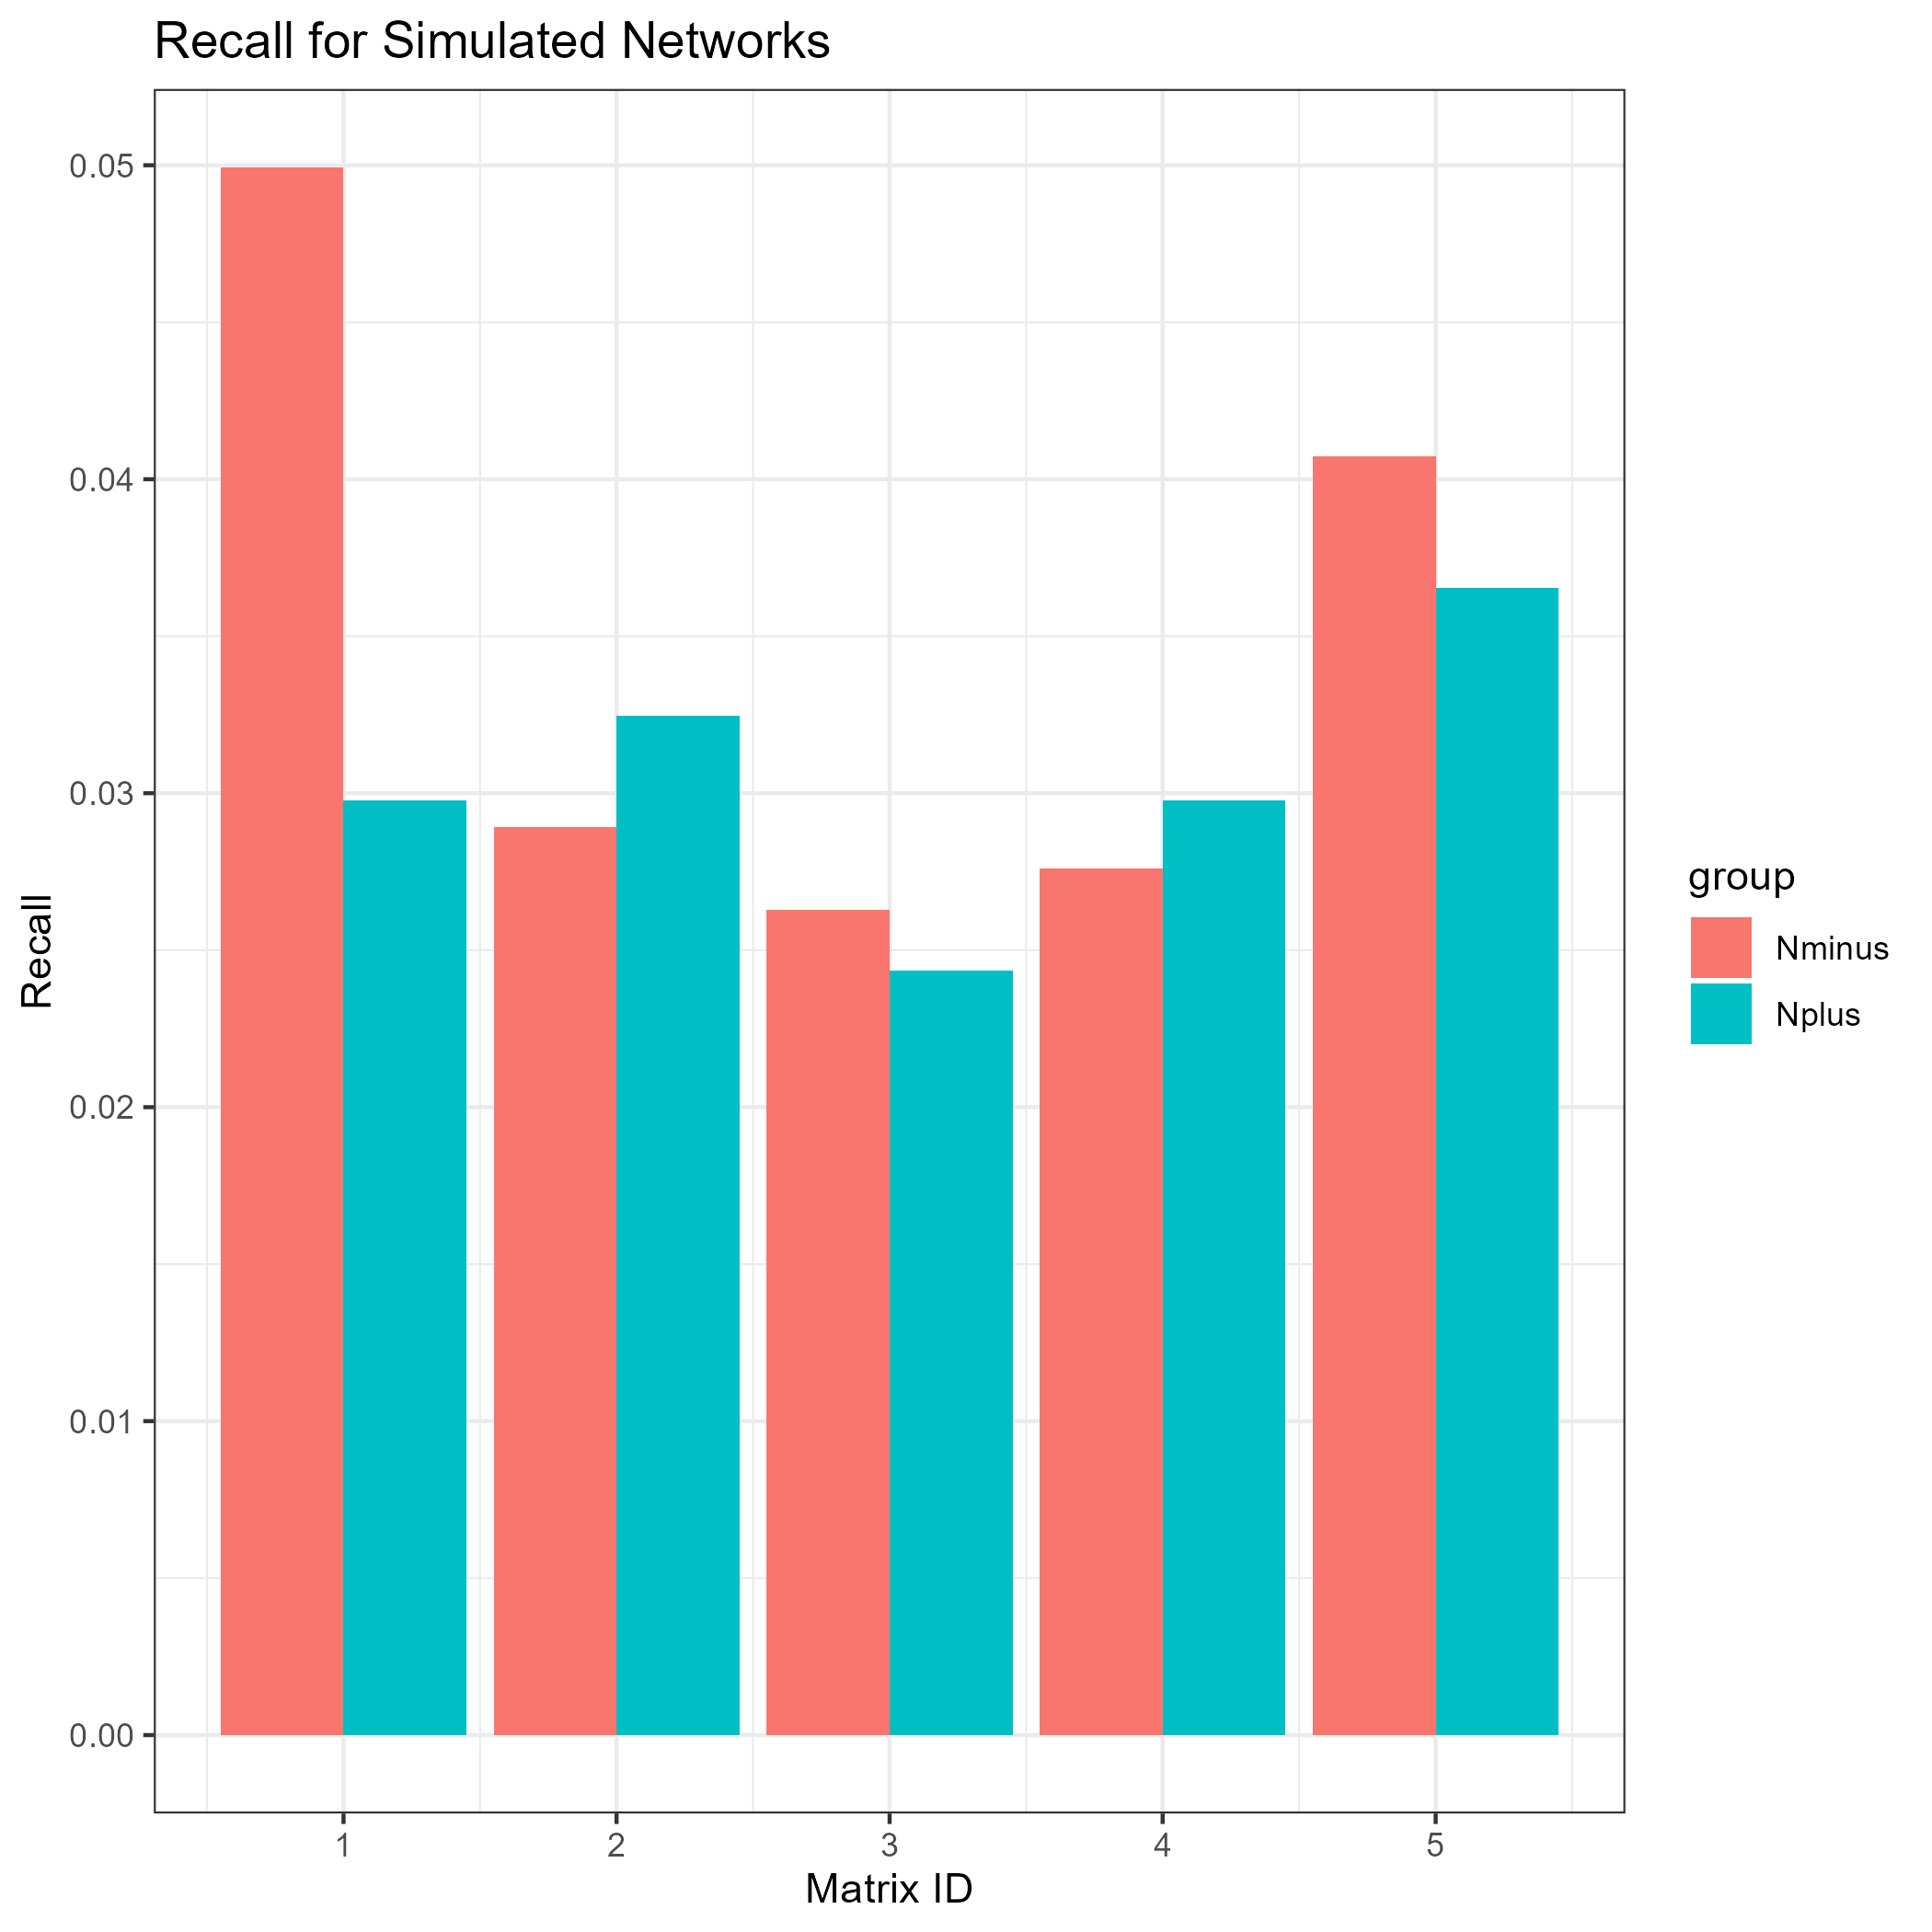 Recall for Simulated Networks
0.05
0.04
0.03
0.02
0.01
0.00
Recall
1 2 3 4 5
Matrix ID
group
Nminus
Nplus